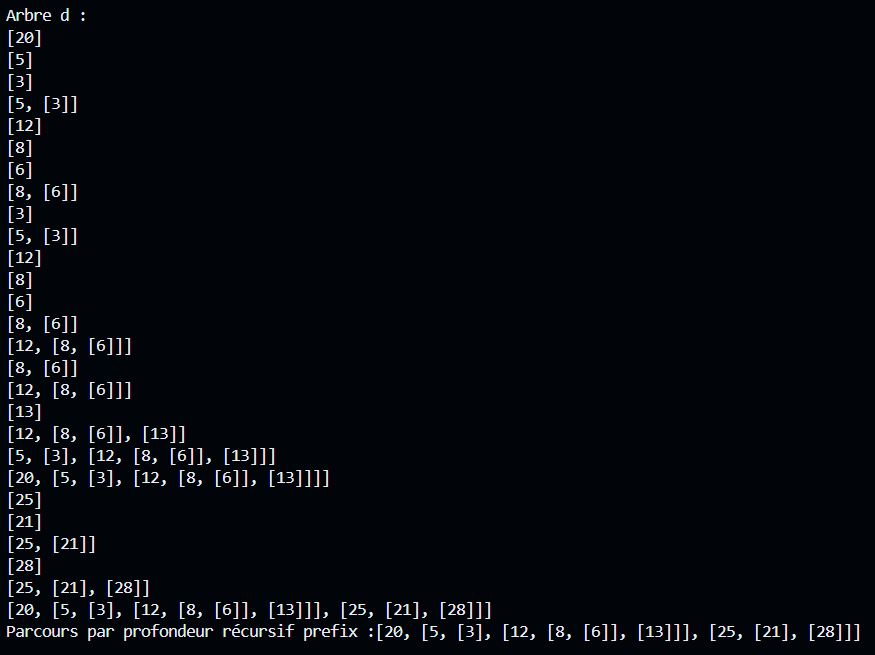 Arbre d :
[20]
[5]
[3]
[5, [3]]
[12]
[8]
[6]
[8, [6]]
[3]
[5, [3]]
[12]
[8]
[6]
[8, [6]]
[12, [8, [6]]]
[8, [6]]
[12, [8, [6]]]
[13]
[12, [8, [6]], [13]]
[5, [3], [12, [8, [6]], [13]]]
[20, [5, [3], [12, [8, [6]], [13]]]]
[25]
[21]
[25, [21]]
[28]
[25, [21], [28]]
[20, [5, [3], [12, [8, [6]], [13]]], [25, [21], [28]]]
Parcours par profondeur récursif prefix :[20, [5, [3], [12, [8, [6]], [13]]], [25, [21], [28]]]